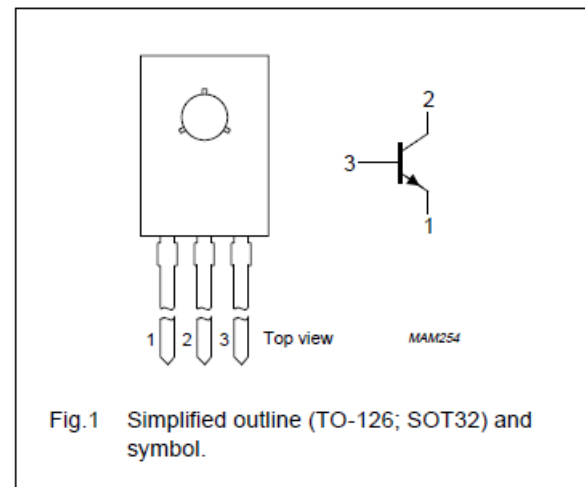 2
3
1
1 2 3 Top view MAM254
Fig.1 Simplified outline (TO-126; SOT32) and
symbol.